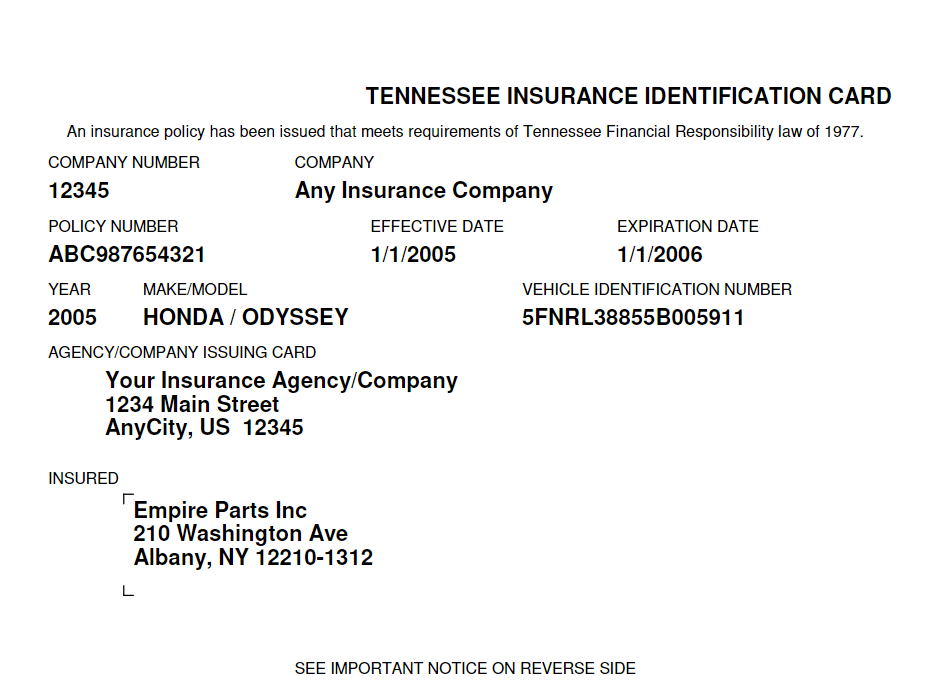 TENNESSEE INSURANCE IDENTIFICATION CARD
An insurance policy has been issued that meets requirements of Tennessee Financial Responsibility law of 1977.
COMPANY NUMBER COMPANY
12345 Any Insurance Company
POLICY NUMBER EFFECTIVE DATE EXPIRATION DATE
ABC987654321 1/1/2005 1/1/2006
YEAR MAKE/MODEL VEHICLE IDENTIFICATION NUMBER
2005 HONDA / ODYSSEY 5FNRL38855B005911
AGENCY/COMPANY ISSUING CARD
Your Insurance Agency/Company
1234 Main Street
AnyCity, US 12345
INSURED
Empire Parts Inc
210 Washington Ave
Albany, NY 12210-1312
SEE IMPORTANT NOTICE ON REVERSE SIDE